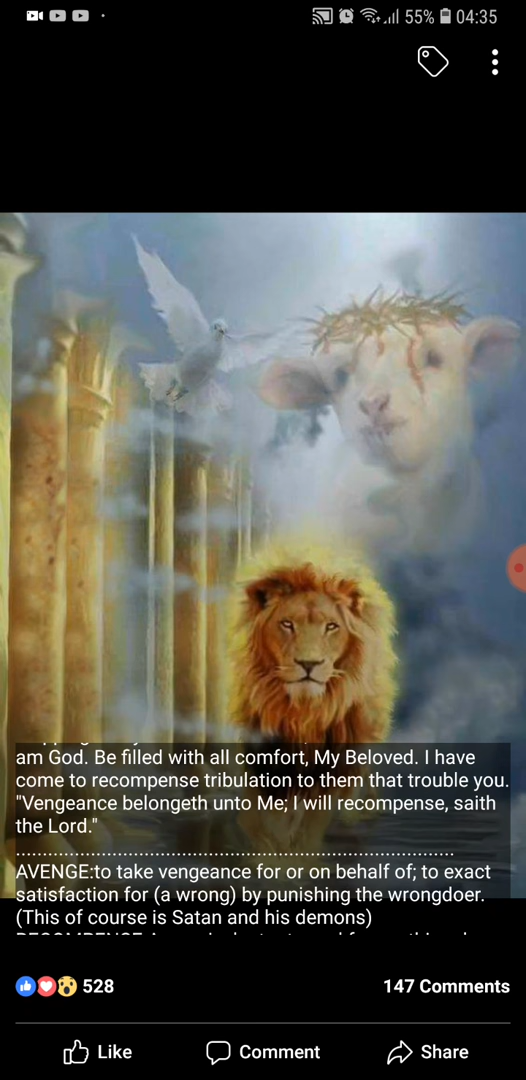 55% 04:35
am God. Be filled with all comfort, My Beloved. I have
come to recompense tribulation to them that trouble you.
"Vengeance belongeth unto Me; I will recompense, saith
the Lord."
..................................................................................
AVENGE:to take vengeance for or on behalf of; to exact
satisfaction for (a wrong) by punishing the wrongdoer.
(This of course is Satan and his demons)
528 147 Comments
Like Comment Share